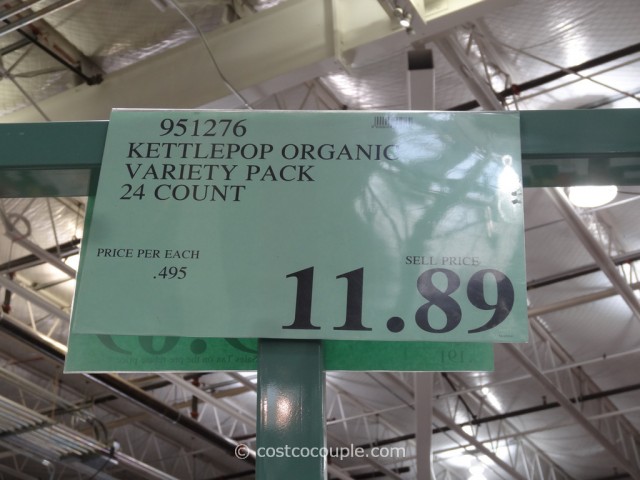 951276
KETTLEPOP ORGANIC
VARIETY PACK
24 COUNT
PRICE PER EACH
.495
SELL PRICE
11.89
© costcocouple.com